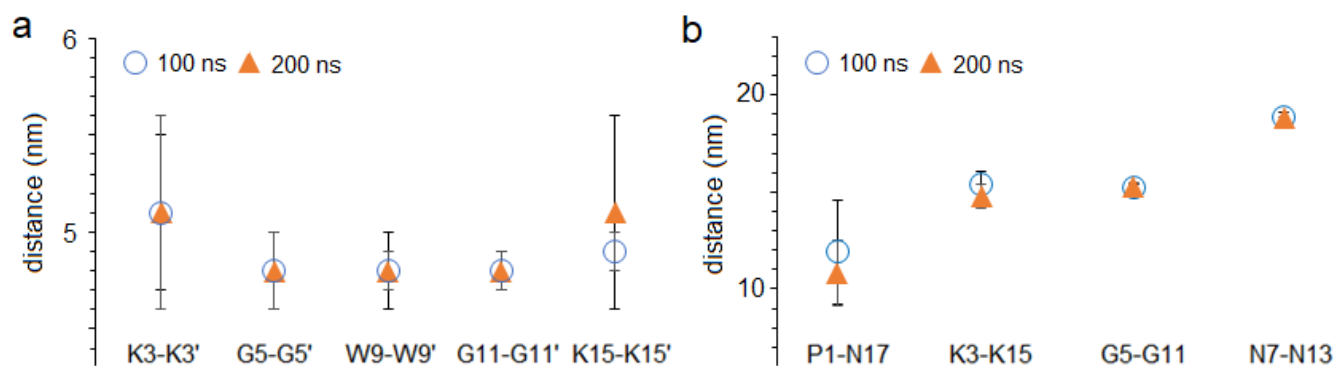 a
6
100 ns 200 ns
distance (nm)
5
K3-K3' G5-G5' W9-W9' G11-G11' K15-K15'
b
100 ns 200 ns
20
distance (nm)
10
P1-N17 K3-K15 G5-G11 N7-N13